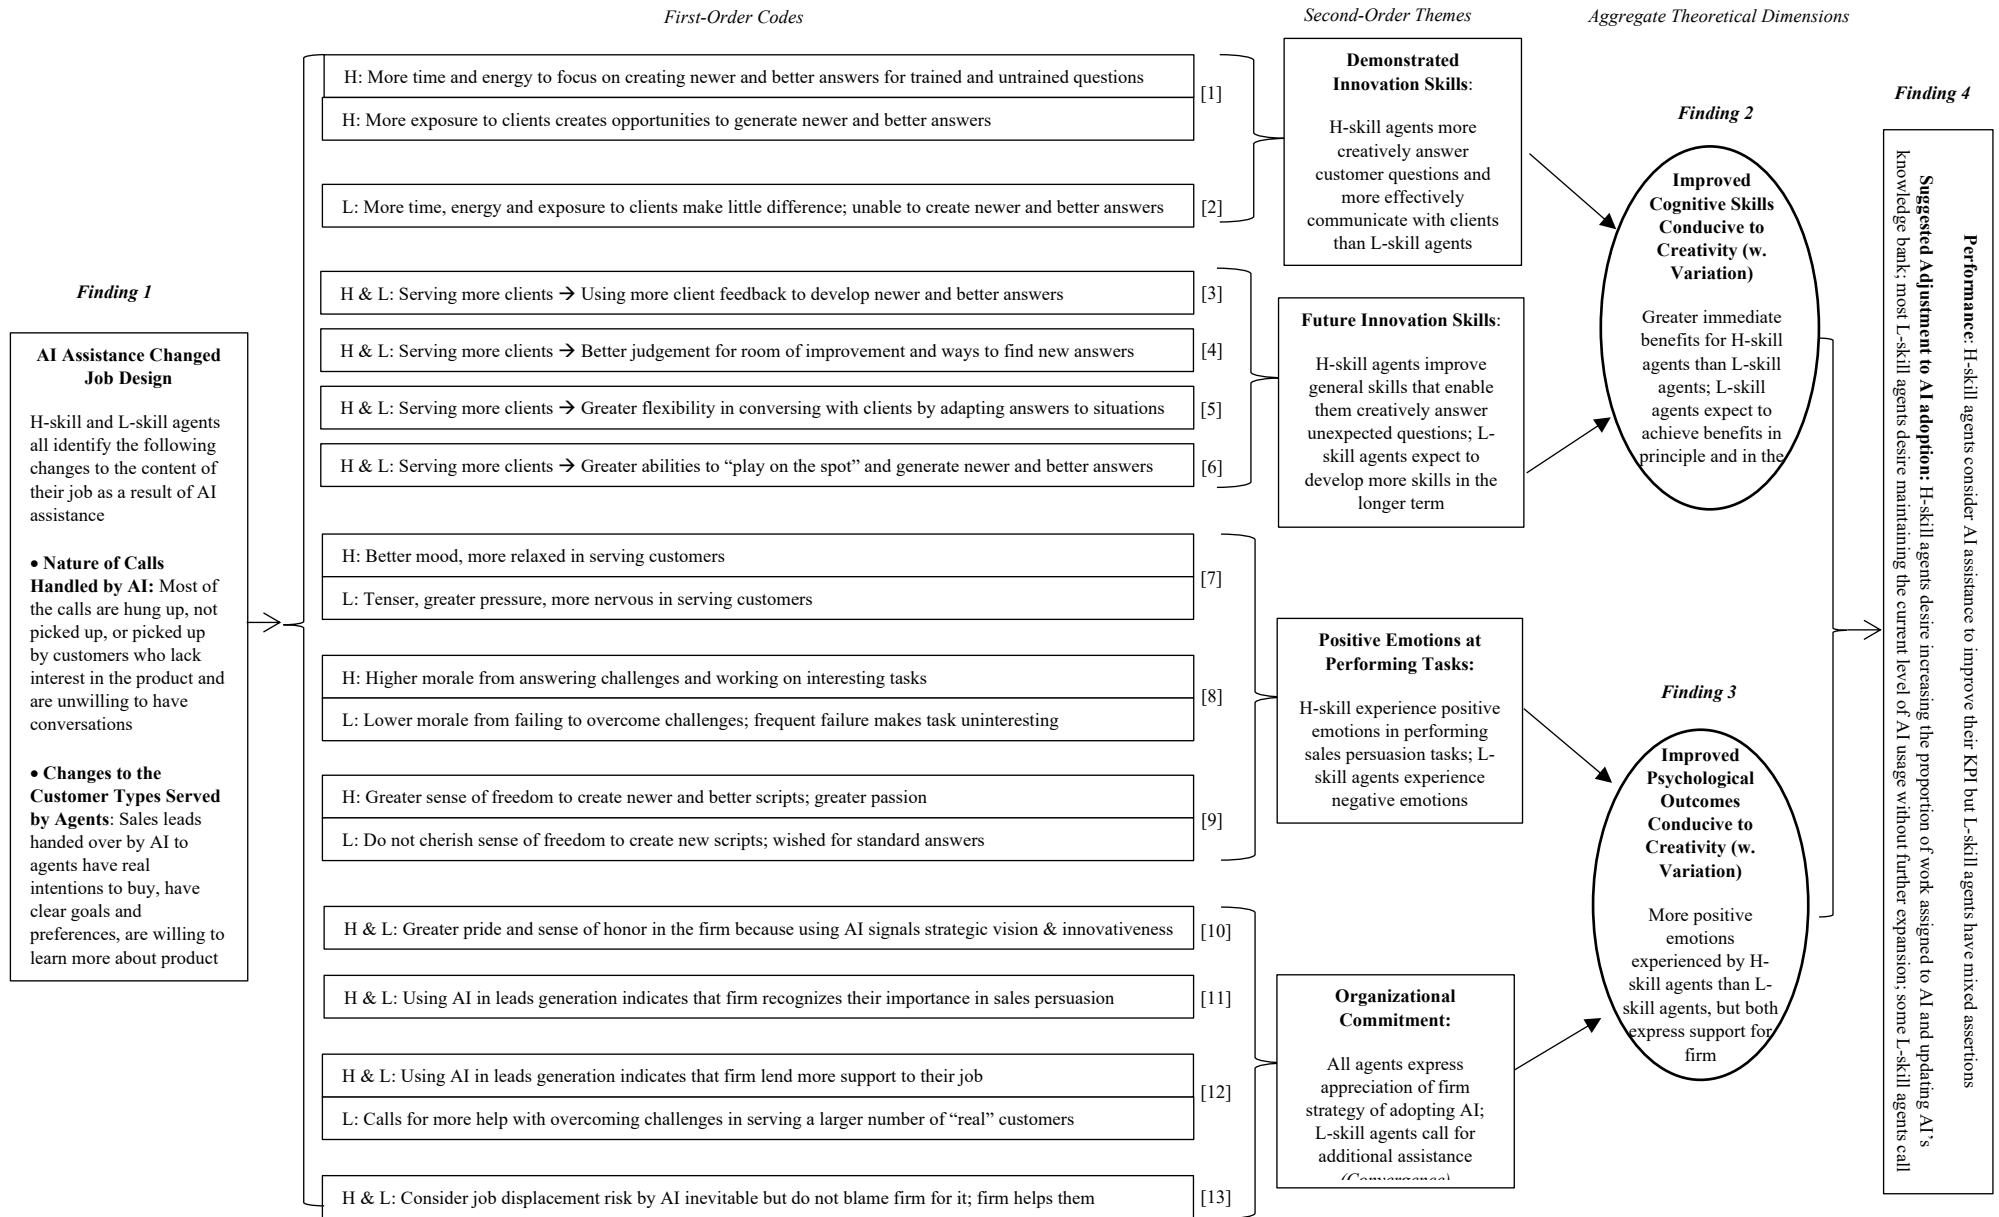 First-Order Codes
Second-Order Themes
Aggregate Theoretical Dimensions
Finding 1
AI Assistance Changed
Job Design
H-skill and L-skill agents
all identify the following
changes to the content of
their job as a result of AI
assistance
• Nature of Calls
Handled by AI: Most of
the calls are hung up, not
picked up, or picked up
by customers who lack
interest in the product and
are unwilling to have
conversations
• Changes to the
Customer Types Served
by Agents: Sales leads
handed over by AI to
agents have real
intentions to buy, have
clear goals and
preferences, are willing to
learn more about product
H: More time and energy to focus on creating newer and better answers for trained and untrained questions
[1]
H: More exposure to clients creates opportunities to generate newer and better answers
L: More time, energy and exposure to clients make little difference; unable to create newer and better answers
[2]
H & L: Serving more clients → Using more client feedback to develop newer and better answers
[3]
H & L: Serving more clients → Better judgement for room of improvement and ways to find new answers
[4]
H & L: Serving more clients → Greater flexibility in conversing with clients by adapting answers to situations
[5]
H & L: Serving more clients → Greater abilities to “play on the spot” and generate newer and better answers
[6]
H: Better mood, more relaxed in serving customers
[7]
L: Tenser, greater pressure, more nervous in serving customers
H: Higher morale from answering challenges and working on interesting tasks
[8]
L: Lower morale from failing to overcome challenges; frequent failure makes task uninteresting
H: Greater sense of freedom to create newer and better scripts; greater passion
[9]
L: Do not cherish sense of freedom to create new scripts; wished for standard answers
H & L: Greater pride and sense of honor in the firm because using AI signals strategic vision & innovativeness
[10]
H & L: Using AI in leads generation indicates that firm recognizes their importance in sales persuasion
[11]
H & L: Using AI in leads generation indicates that firm lend more support to their job
[12]
L: Calls for more help with overcoming challenges in serving a larger number of “real” customers
H & L: Consider job displacement risk by AI inevitable but do not blame firm for it; firm helps them
[13]
Demonstrated
Innovation Skills:
H-skill agents more
creatively answer
customer questions and
more effectively
communicate with clients
than L-skill agents
Future Innovation Skills:
H-skill agents improve
general skills that enable
them creatively answer
unexpected questions; L-
skill agents expect to
develop more skills in the
longer term
Positive Emotions at
Performing Tasks:
H-skill experience positive
emotions in performing
sales persuasion tasks; L-
skill agents experience
negative emotions
Organizational
Commitment:
All agents express
appreciation of firm
strategy of adopting AI;
L-skill agents call for
additional assistance
(Convergence)
Finding 2
Improved
Cognitive Skills
Conducive to
Creativity (w.
Variation)
Greater immediate
benefits for H-skill
agents than L-skill
agents; L-skill
agents expect to
achieve benefits in
principle and in the
Finding 3
Improved
Psychological
Outcomes
Conducive to
Creativity (w.
Variation)
More positive
emotions
experienced by H-
skill agents than L-
skill agents, but both
express support for
firm
Finding 4
Performance: H-skill agents consider AI assistance to improve their KPI but L-skill agents have mixed assertions
Suggested Adjustment to AI adoption: H-skill agents desire increasing the proportion of work assigned to AI and updating AI’s
knowledge bank; most L-skill agents desire maintaining the current level of AI usage without further expansion; some L-skill agents call